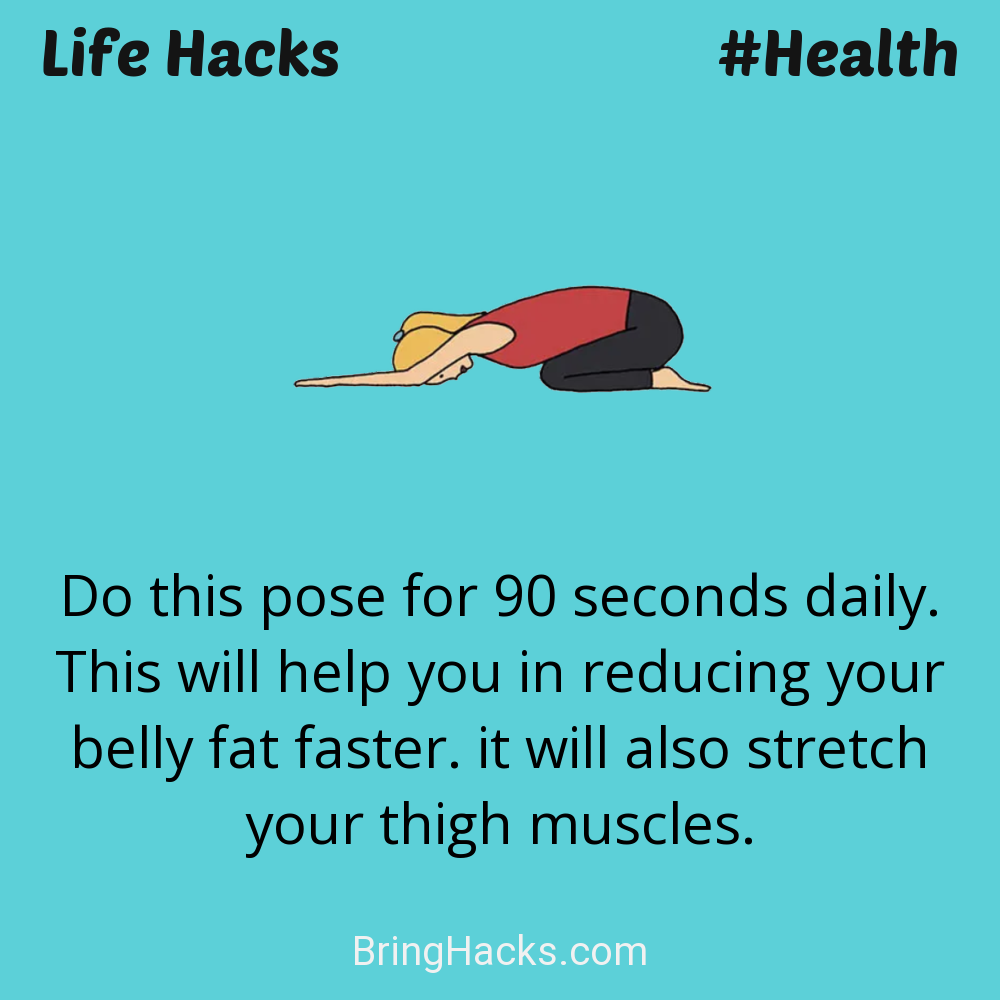 Life Hacks
#Health
Do this pose for 90 seconds daily.
This will help you in reducing your
belly fat faster. it will also stretch
your thigh muscles.
BringHacks.com